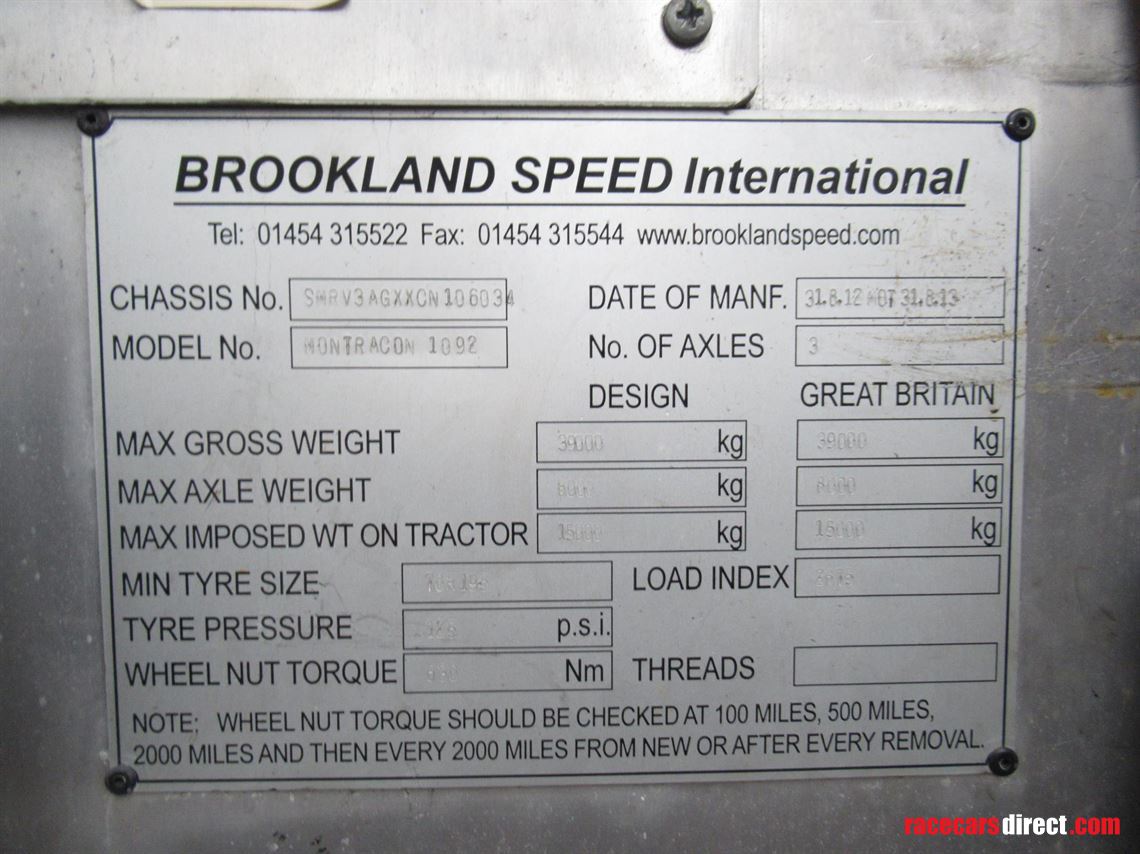 BROOKLAND SPEED International
Tel: 01454 315522 Fax: 01454 315544 www.brooklandspeed.com
CHASSIS No. SMRV3AGXXCN106034 DATE OF MANF. 31.8.12 MOT 31.8.13
MODEL No. MONTRACON 1092 No. OF AXLES 3
DESIGN GREAT BRITAIN
MAX GROSS WEIGHT 39000 kg 39000 kg
MAX AXLE WEIGHT 8000 kg 8000 kg
MAX IMPOSED WT ON TRACTOR 15000 kg 15000 kg
MIN TYRE SIZE LOAD INDEX
TYRE PRESSURE p.s.i.
WHEEL NUT TORQUE Nm THREADS
NOTE: WHEEL NUT TORQUE SHOULD BE CHECKED AT 100 MILES, 500 MILES,
2000 MILES AND THEN EVERY 2000 MILES FROM NEW OR AFTER EVERY REMOVAL.
racecarsdirect.com